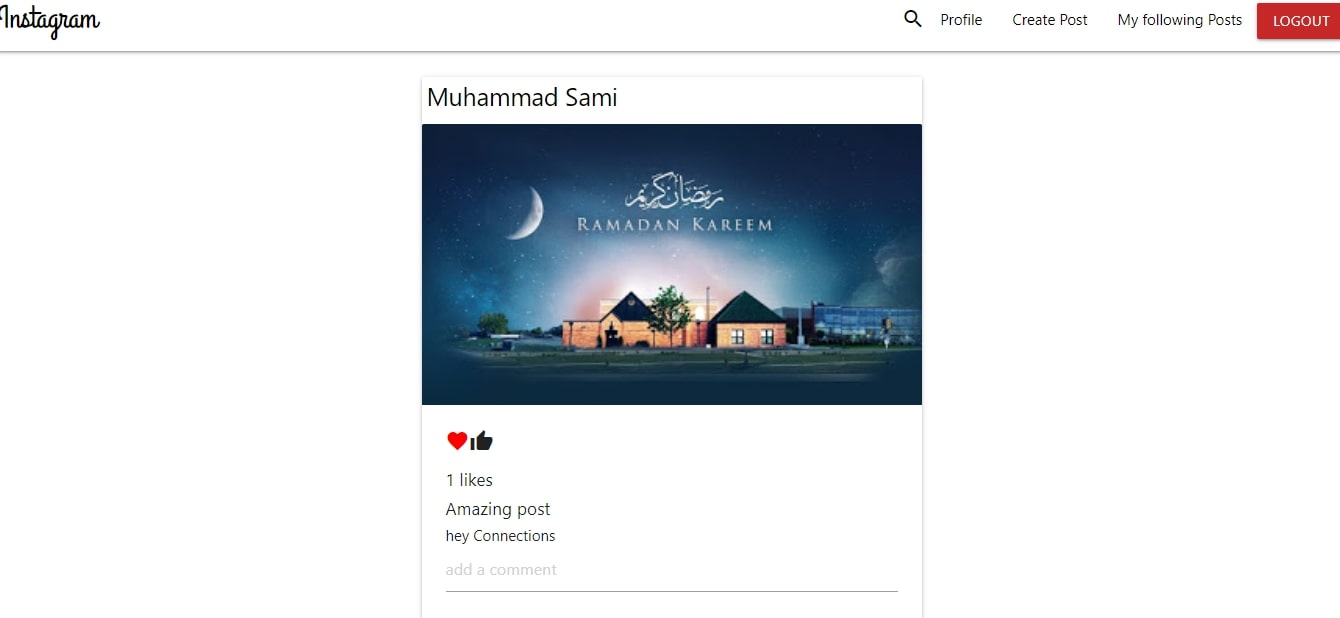 Instagram
Profile
Create Post
My following Posts
LOGOUT
Muhammad Sami
رمضان كريم
RAMADAN KAREEM
1 likes
Amazing post
hey Connections
add a comment